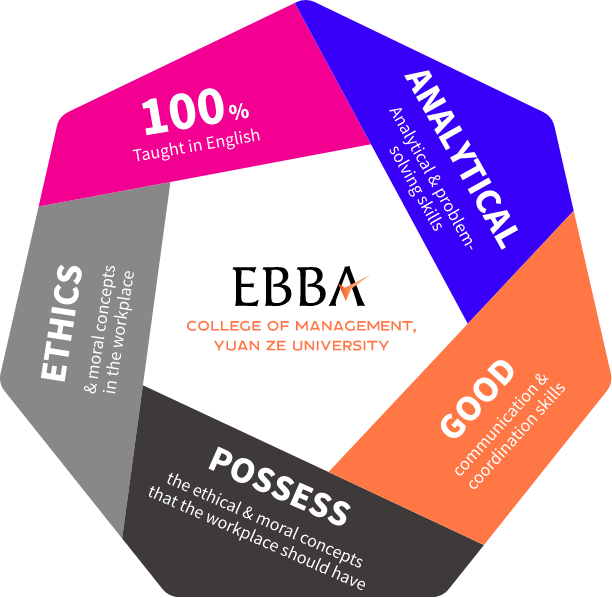 100%
Taught in English
ANALYTICAL
Analytical & problem-
solving skills
GOOD
communication &
coordination skills
POSSESS
the ethical & moral concepts
that the workplace should have
ETHICS
& moral concepts
in the workplace
EBBA
COLLEGE OF MANAGEMENT,
YUAN ZE UNIVERSITY